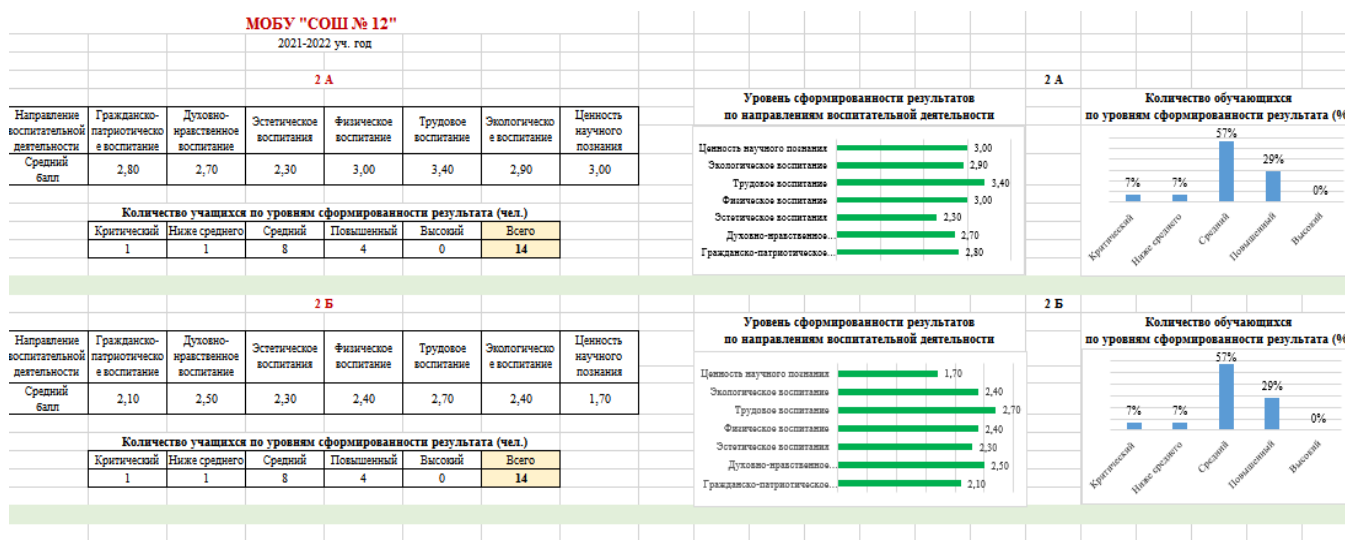 МОБУ "СОШ № 12"
2021-2022 уч. год
2 А
Направление воспитательной деятельности
Гражданско-патриотическое воспитание
Духовно-нравственное воспитание
Эстетическое воспитания
Физическое воспитание
Трудовое воспитание
Экологическое воспитание
Ценность научного познания
Средний балл 2,80 2,70 2,30 3,00 3,40 2,90 3,00
Количество учащихся по уровням сформированности результата (чел.)
Критический Ниже среднего Средний Повышенный Высокий Всего
1 1 8 4 0 14
2 А
Уровень сформированности результатов
по направлениям воспитательной деятельности
Ценность научного познания 3,00
Экологическое воспитание 2,90
Трудовое воспитание 3,40
Физическое воспитание 3,00
Эстетическое воспитания 2,30
Духовно-нравственное... 2,70
Гражданско-патриотическое... 2,80
Количество обучающихся
по уровням сформированности результата (%
7% 7% 57% 29% 0%
Критический Ниже среднего Средний Повышенный Высокий
2 Б
Направление воспитательной деятельности
Гражданско-патриотическое воспитание
Духовно-нравственное воспитание
Эстетическое воспитания
Физическое воспитание
Трудовое воспитание
Экологическое воспитание
Ценность научного познания
Средний балл 2,10 2,50 2,30 2,40 2,70 2,40 1,70
Количество учащихся по уровням сформированности результата (чел.)
Критический Ниже среднего Средний Повышенный Высокий Всего
1 1 8 4 0 14
2 Б
Уровень сформированности результатов
по направлениям воспитательной деятельности
Ценность научного познания 1,70
Экологическое воспитание 2,40
Трудовое воспитание 2,70
Физическое воспитание 2,40
Эстетическое воспитания 2,30
Духовно-нравственное... 2,50
Гражданско-патриотическое... 2,10
Количество обучающихся
по уровням сформированности результата (%
7% 7% 57% 29% 0%
Критический Ниже среднего Средний Повышенный Высокий